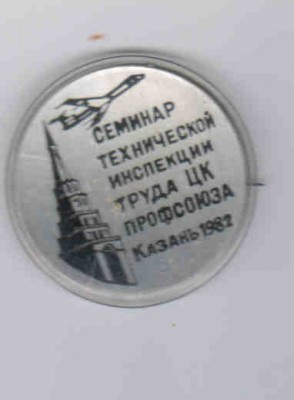 СЕМИНАР
ТЕХНИЧЕСКОЙ
ИНСПЕКЦИИ
ТРУДА ЦК
ПРОФСОЮЗА
КАЗАНЬ 1982